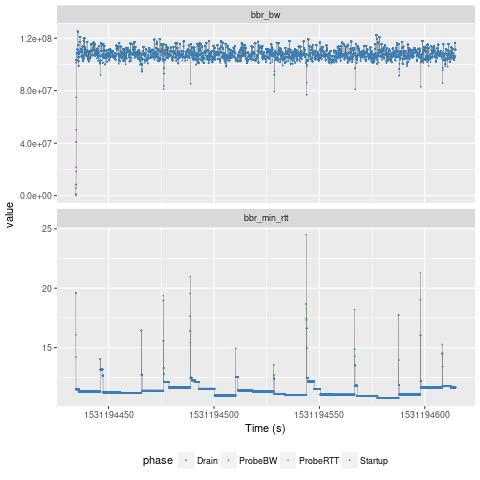 bbr_bw
1.2e+08
8.0e+07
4.0e+07
0.0e+00
value
bbr_min_rtt
25
20
15
1531194450 1531194500 1531194550 1531194600
Time (s)
phase Drain ProbeBW ProbeRTT Startup